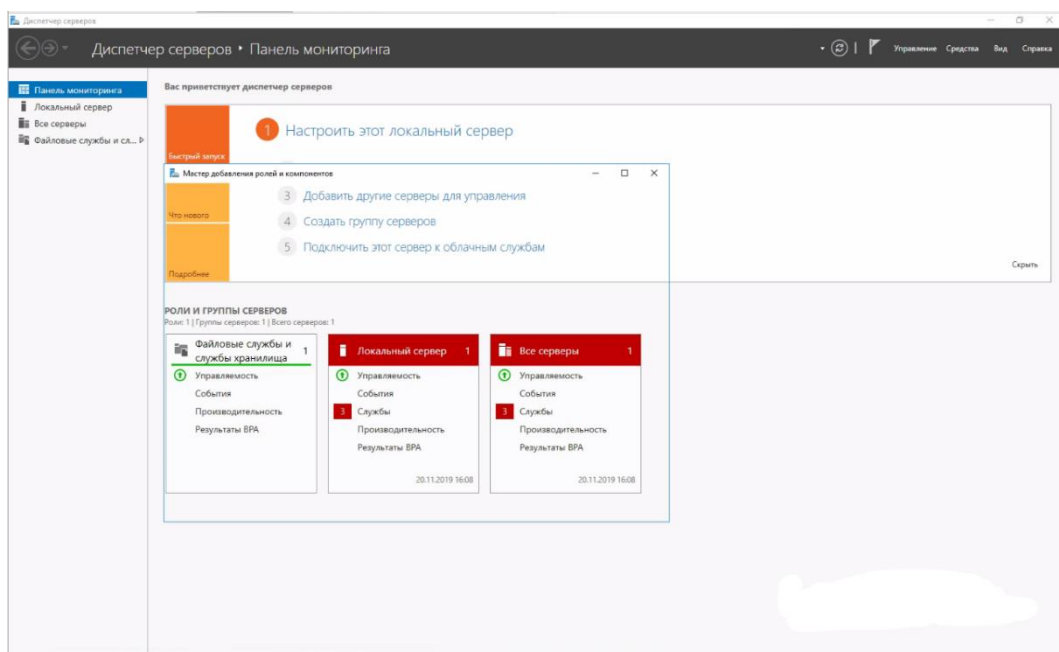 Диспетчер серверов
Диспетчер серверов • Панель мониторинга
Управление Средства Вид Справка
Панель мониторинга
Локальный сервер
Все серверы
Файловые службы и сл...
Вас приветствует диспетчер серверов
Быстрый запуск
1 Настроить этот локальный сервер
Мастер добавления ролей и компонентов
Что нового
3 Добавить другие серверы для управления
4 Создать группу серверов
5 Подключить этот сервер к облачным службам
Подробнее
Скрыть
РОЛИ И ГРУППЫ СЕРВЕРОВ
Роли: 1 | Группы серверов: 1 | Всего серверов: 1
Файловые службы и
службы хранилища 1
Управляемость
События
Производительность
Результаты BPA
Локальный сервер 1
Управляемость
События
3 Службы
Производительность
Результаты BPA
20.11.2019 16:08
Все серверы 1
Управляемость
События
3 Службы
Производительность
Результаты BPA
20.11.2019 16:08